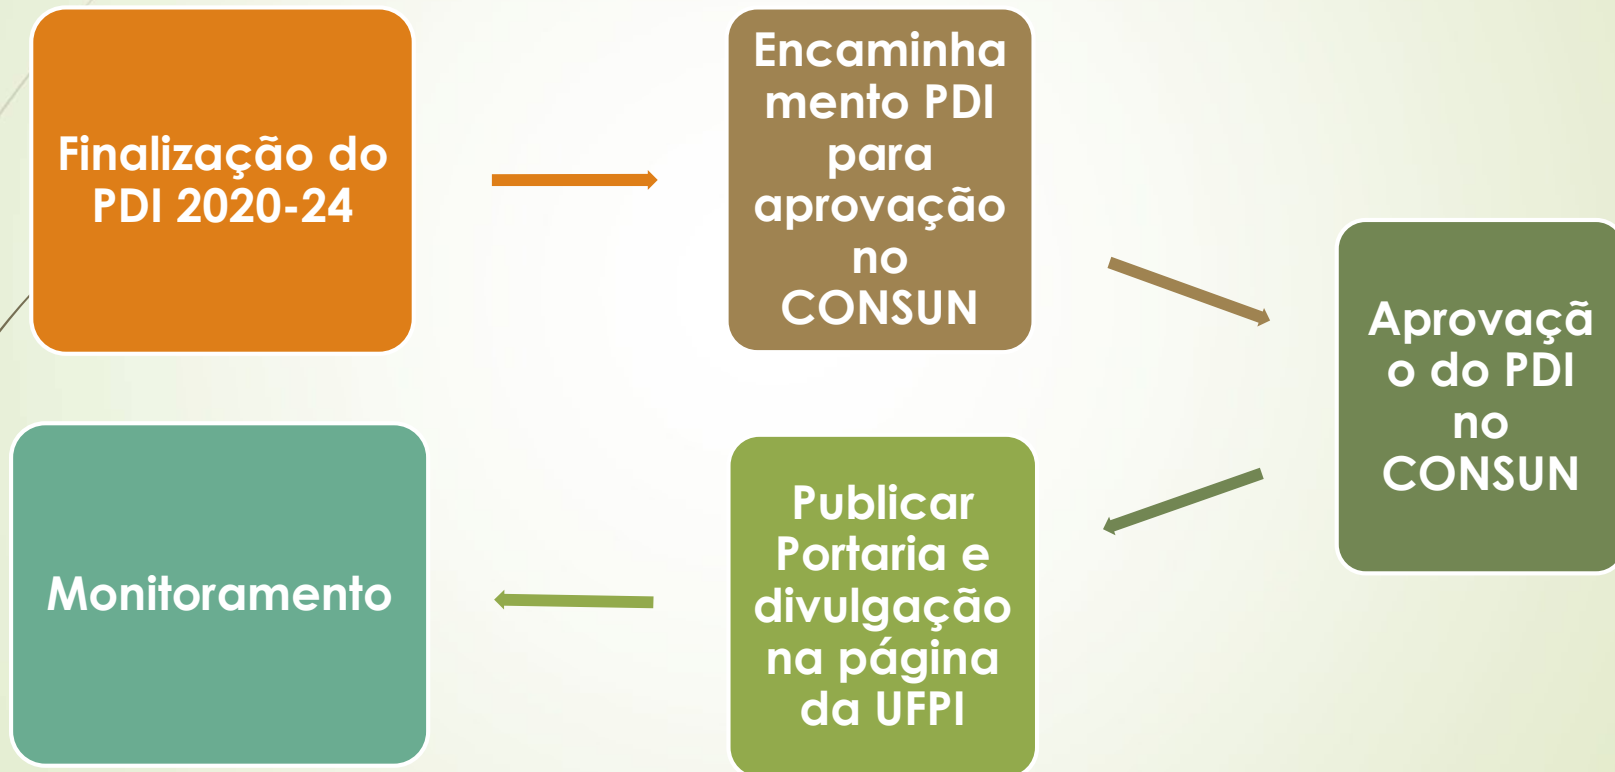 Finalização do
PDI 2020-24
Encaminha
mento PDI
para
aprovação
no
CONSUN
Aprovaçã
o do PDI
no
CONSUN
Publicar
Portaria e
divulgação
na página
da UFPI
Monitoramento